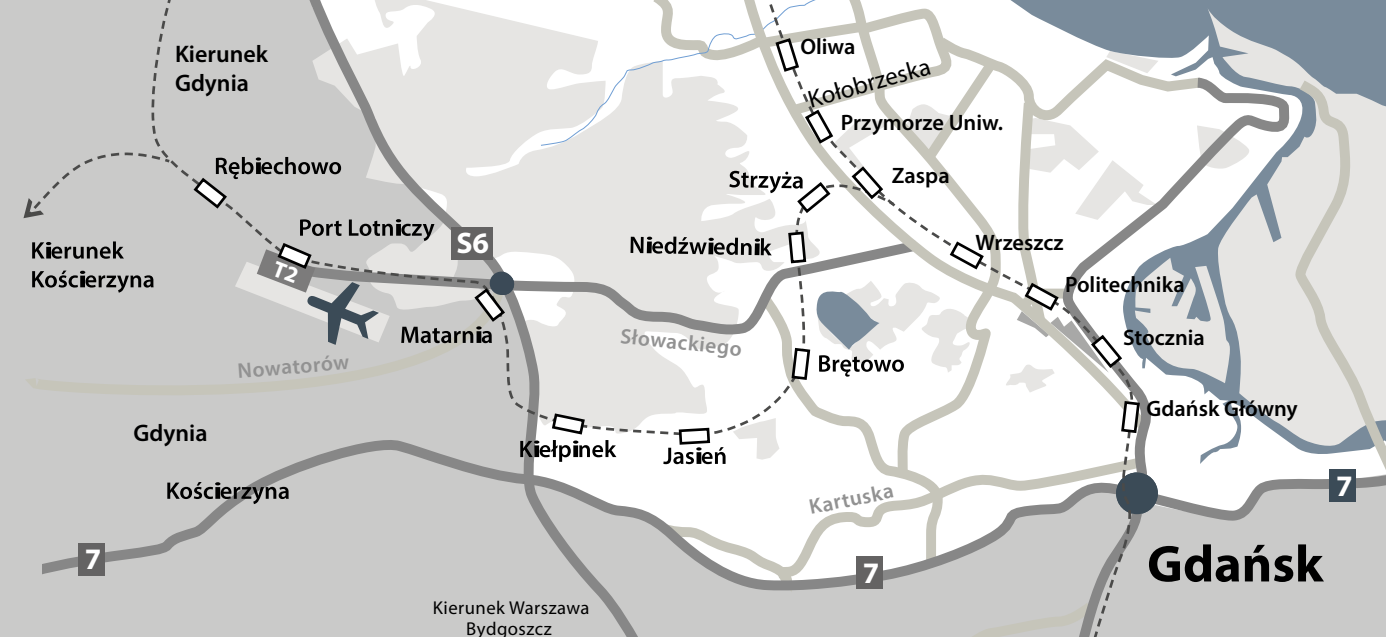 Kierunek
Gdynia
Oliwa
Kołobrzeska
Przymorze Uniw.
Rębiechowo
Strzyża
Zaspa
Port Lotniczy
S6
Niedźwiednik
Wrzeszcz
Kierunek
Kościerzyna
T2
Politechnika
Matarnia
Słowackiego
Stocznia
Nowatorów
Brętowo
Gdańsk Główny
Gdynia
Kiełpinek
Jasień
Kościerzyna
Kartuska
7
7
7
Gdańsk
Kierunek Warszawa
Bydgoszcz